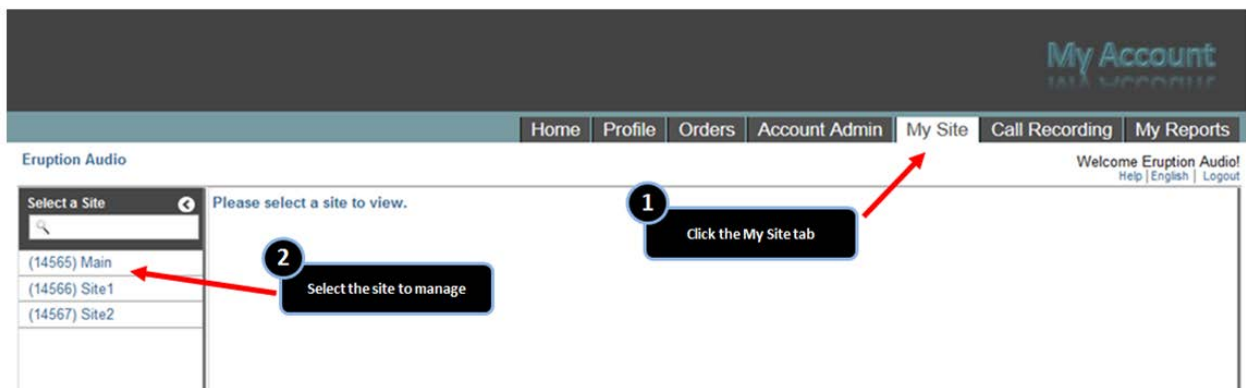 My Account
Home Profile Orders Account Admin My Site Call Recording My Reports
Eruption Audio
Welcome Eruption Audio!
Help | English | Logout
Select a Site
Please select a site to view.
1
Click the My Site tab
(14565) Main
2
Select the site to manage
(14566) Site1
(14567) Site2